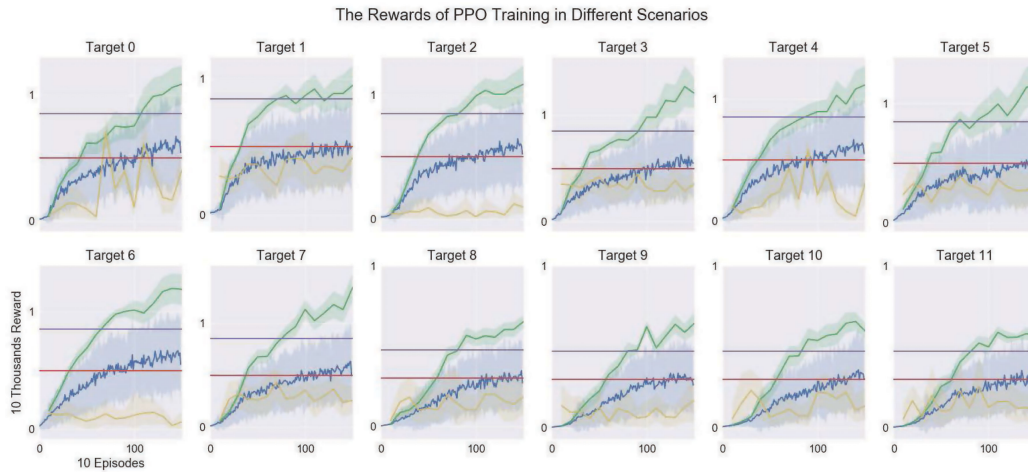 The Rewards of PPO Training in Different Scenarios
Target 0
Target 1
Target 2
Target 3
Target 4
Target 5
1
0
1
0
1
0
1
0
1
0
1
0
Target 6
Target 7
Target 8
Target 9
Target 10
Target 11
10 Thousands Reward
1
0
1
0
1
0
1
0
1
0
1
0
0 100
0 100
0 100
0 100
0 100
0 100
10 Episodes